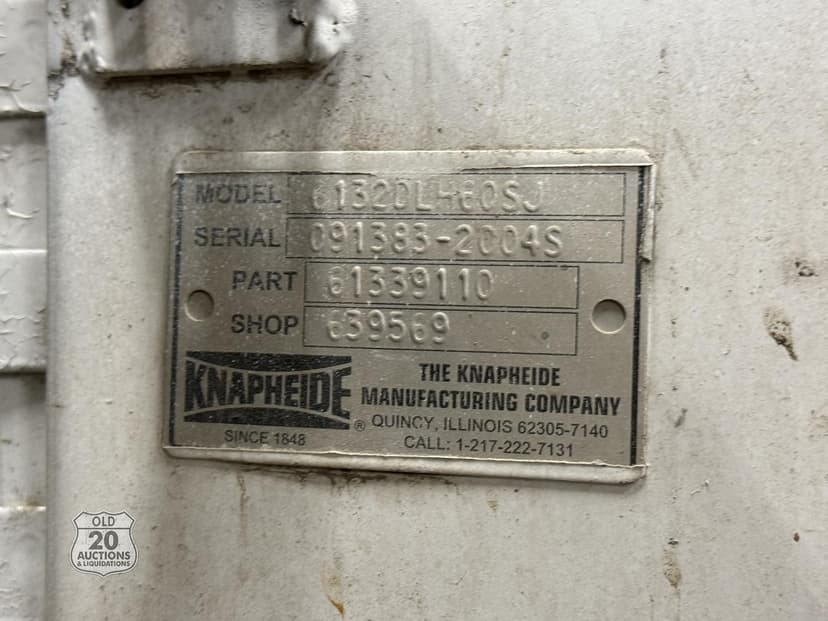 MODEL 6132DLH60SJ
SERIAL 091383-2004S
PART 61339110
SHOP 639569
KNAPHEIDE ®
SINCE 1848
THE KNAPHEIDE
MANUFACTURING COMPANY
QUINCY, ILLINOIS 62305-7140
CALL: 1-217-222-7131
OLD
20
AUCTIONS
& LIQUIDATIONS